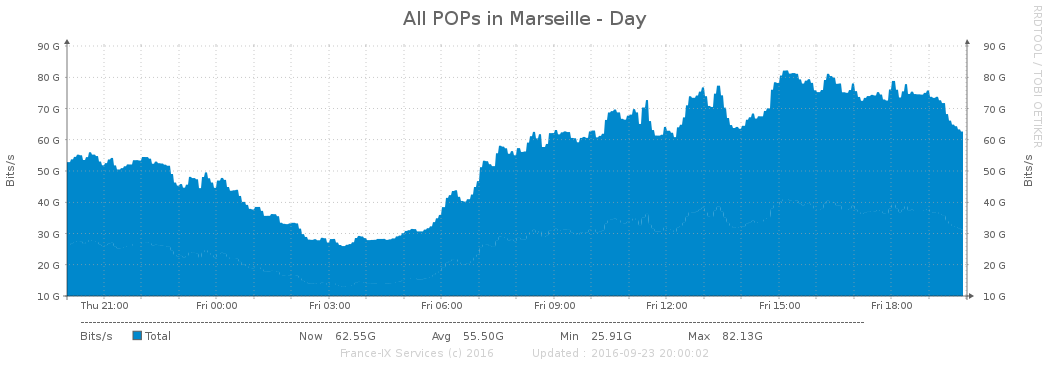 All POPs in Marseille - Day
RRDTOOL / TOBI OETIKER
90 G 90 G
80 G 80 G
70 G 70 G
60 G 60 G
50 G 50 G
40 G 40 G
30 G 30 G
20 G 20 G
10 G 10 G
Bits/s
Bits/s
Thu 21:00 Fri 00:00 Fri 03:00 Fri 06:00 Fri 09:00 Fri 12:00 Fri 15:00 Fri 18:00
Bits/s Total Now 62.55G Avg 55.50G Min 25.91G Max 82.13G
France-IX Services (c) 2016 Updated : 2016-09-23 20:00:02